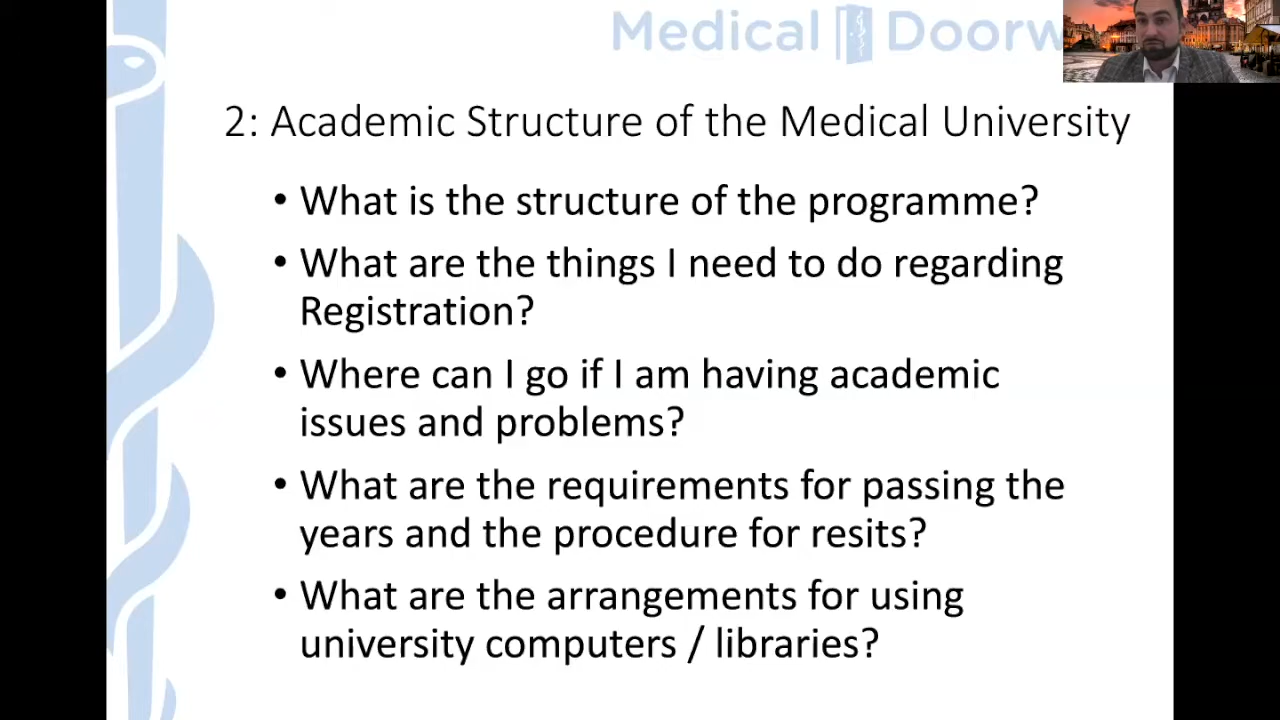 Medical Doorw
2: Academic Structure of the Medical University
• What is the structure of the programme?
• What are the things I need to do regarding
Registration?
• Where can I go if I am having academic
issues and problems?
• What are the requirements for passing the
years and the procedure for resits?
• What are the arrangements for using
university computers / libraries?